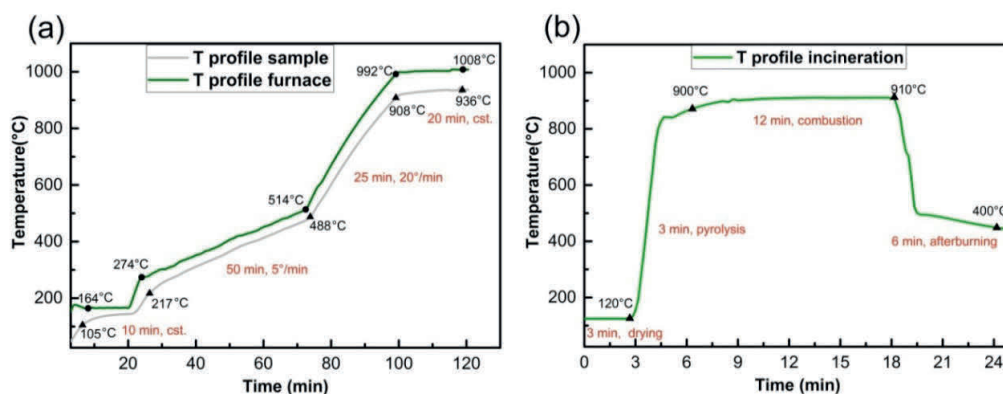 (a)
T profile sample
T profile furnace
1000
800
600
400
200
Temperature(°C)
992°C
1008°C
908°C
936°C
20 min, cst.
25 min, 20°/min
514°C
488°C
50 min, 5°/min
274°C
217°C
164°C
105°C
10 min, cst.
20 40 60 80 100 120
Time (min)
(b)
T profile incineration
1000
800
600
400
200
Temperature(°C)
900°C
910°C
12 min, combustion
3 min, pyrolysis
400°C
6 min, afterburning
120°C
3 min, drying
0 3 6 9 12 15 18 21 24
Time (min)